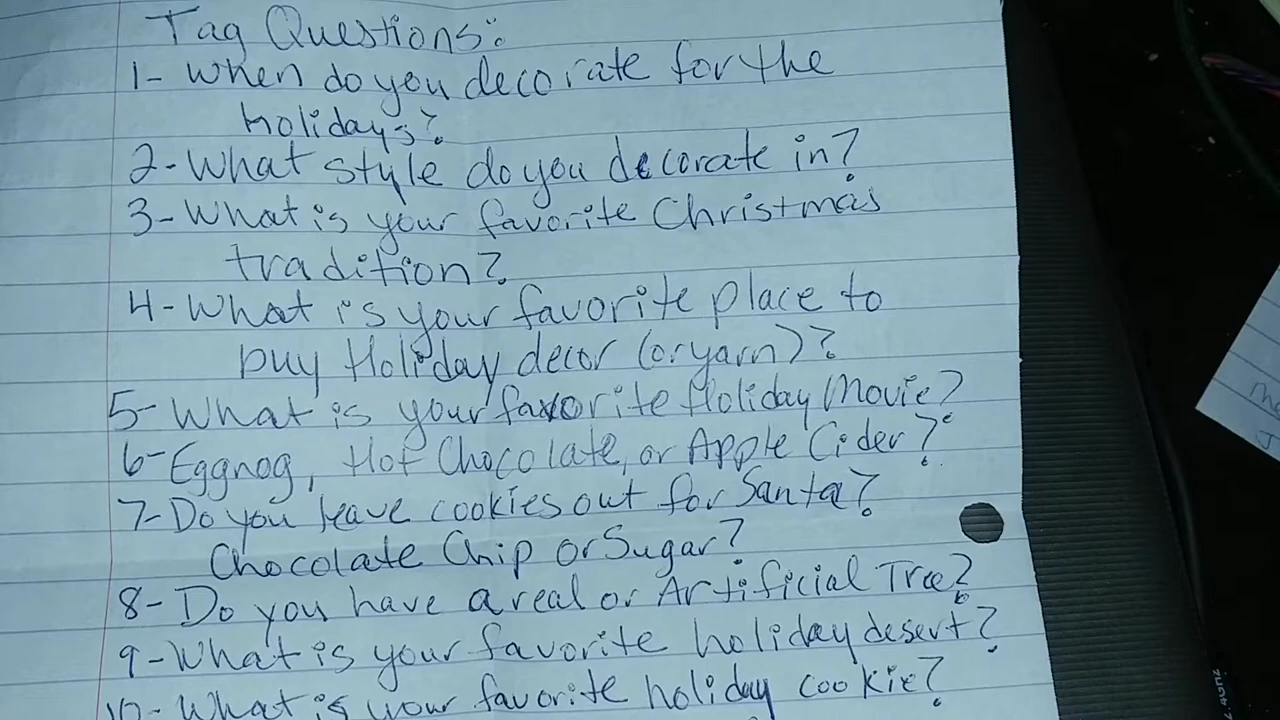 Tag Questions:
1- When do you decorate for the
holidays?
2- What style do you decorate in?
3- What is your favorite Christmas
tradition?
4- What is your favorite place to
buy Holiday decor (or yarn)?
5- What is your favorite Holiday Movie?
6- Eggnog, Hot Chocolate, or Apple Cider?
7- Do you leave cookies out for Santa?
Chocolate Chip or Sugar?
8- Do you have a real or Artificial Tree?
9- What is your favorite holiday desert?
10- What is your favorite holiday cookie?